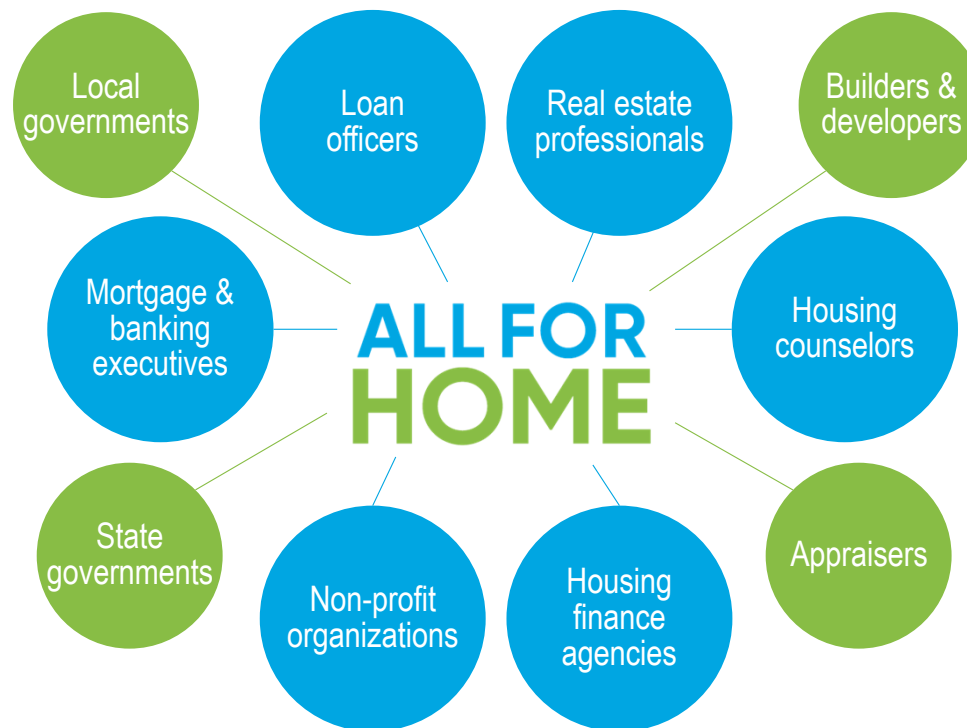 Local
governments
Loan
officers
Real estate
professionals
Builders &
developers
Mortgage &
banking
executives
ALL FOR
HOME
Housing
counselors
State
governments
Non-profit
organizations
Housing
finance
agencies
Appraisers